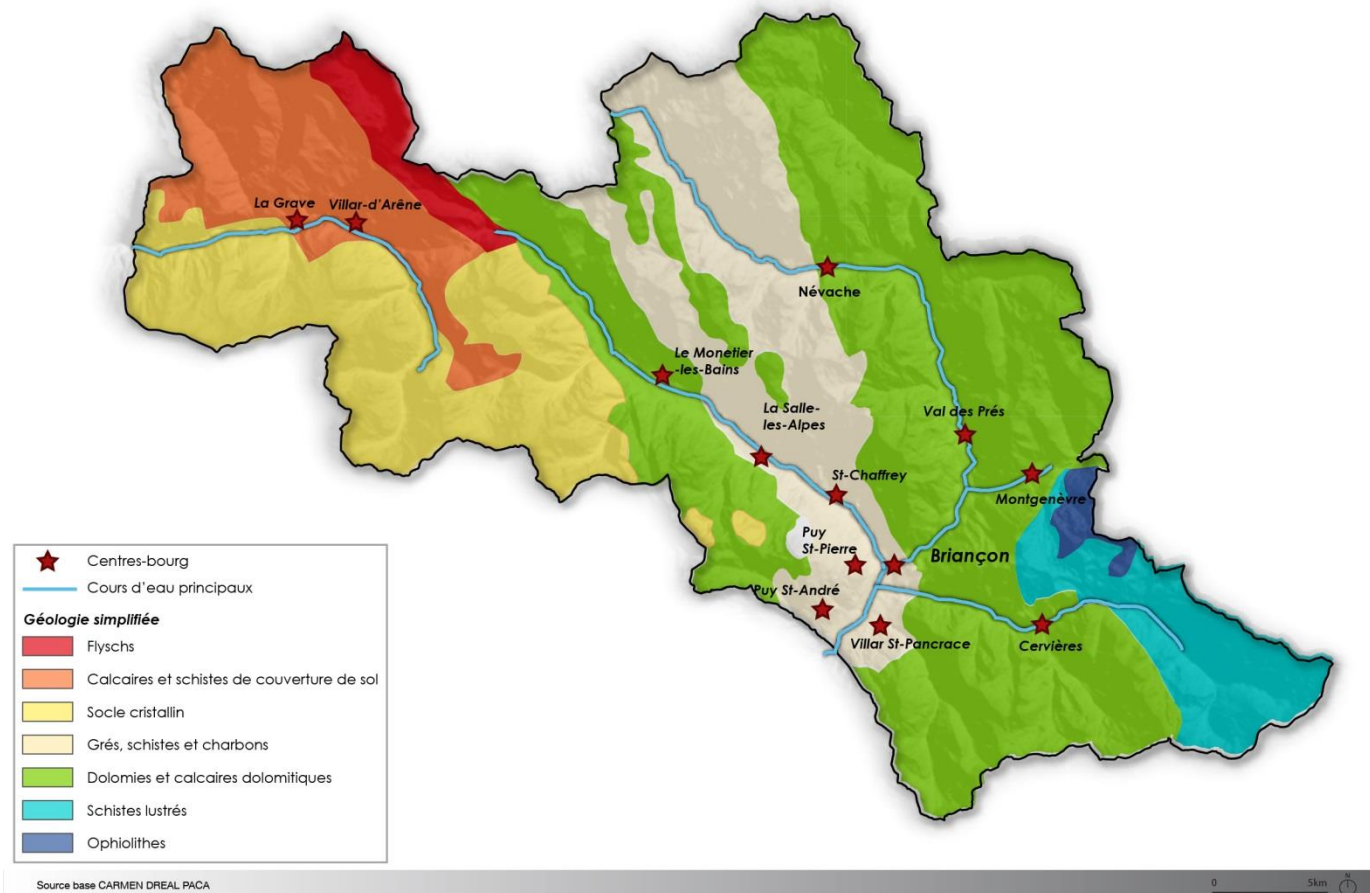 La Grave
Villar-d'Arêne
Névache
Le Monetier
-les-Bains
La Salle-
les-Alpes
Val des Prés
St-Chaffrey
Montgenèvre
Puy
St-Pierre
Briançon
Puy St-André
Villar St-Pancrace
Cervières
Centres-bourg
Cours d'eau principaux
Géologie simplifiée
Flyschs
Calcaires et schistes de couverture de sol
Socle cristallin
Grés, schistes et charbons
Dolomies et calcaires dolomitiques
Schistes lustrés
Ophiolithes
Source base CARMEN DREAL PACA
0 5km
N